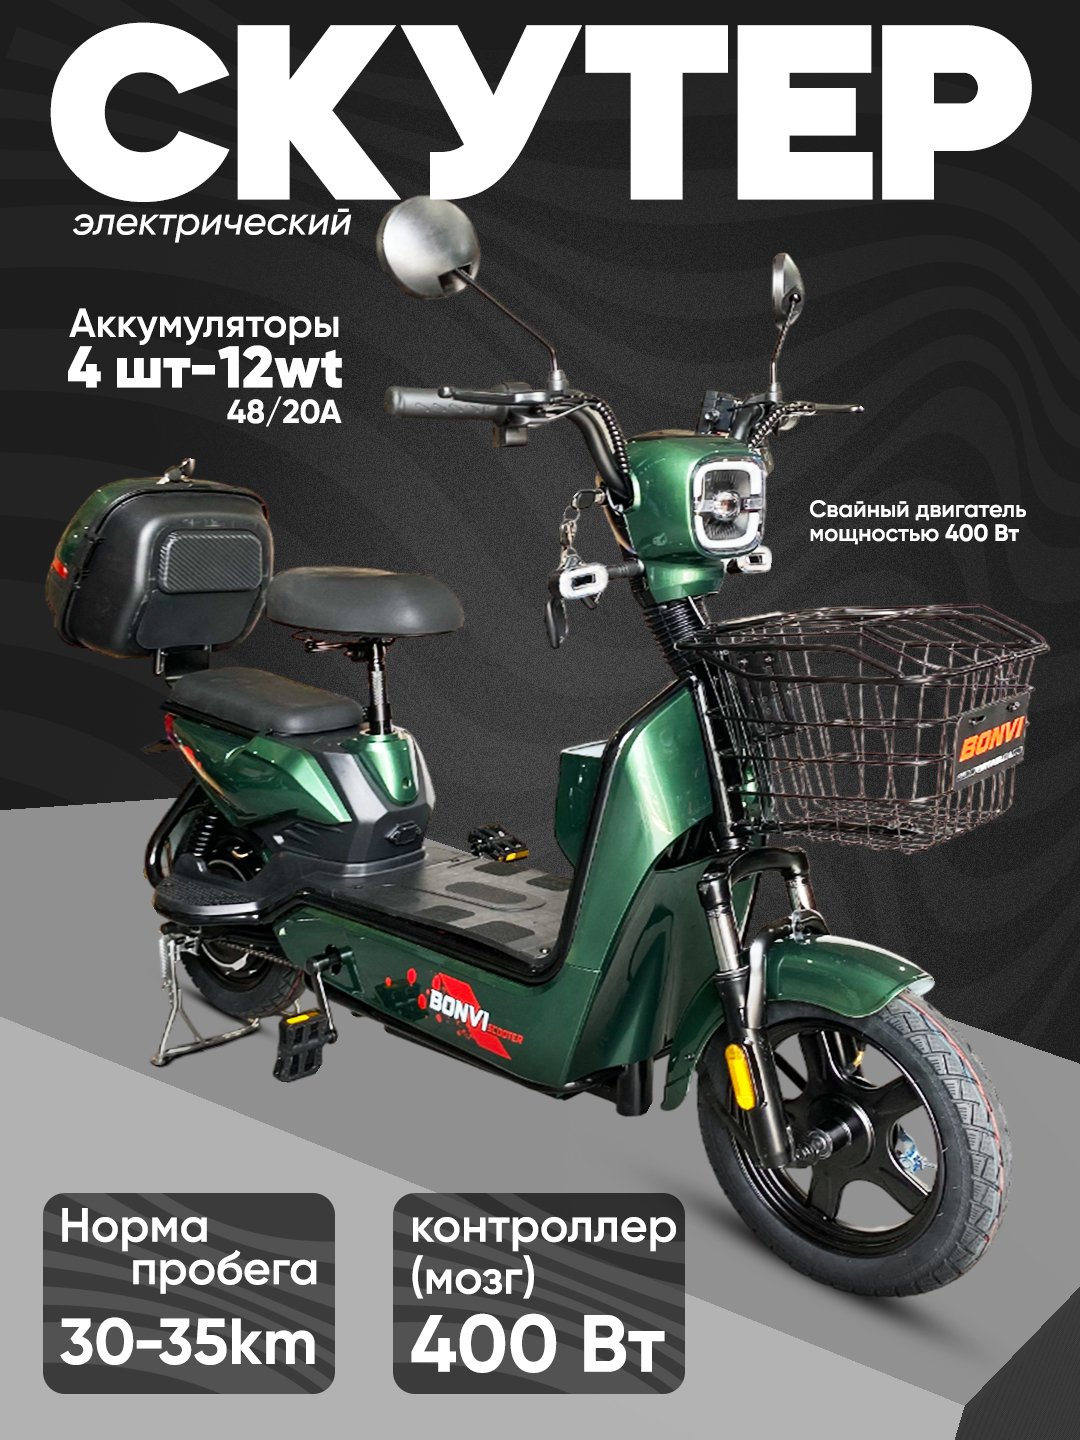 СКУТЕР
электрический
Аккумуляторы
4 шт-12wt
48/20А
Свайный двигатель
мощностью 400 Вт
BONVI
BONVI
SCOOTER
Норма
пробега
30-35km
контроллер
(мозг)
400 Вт